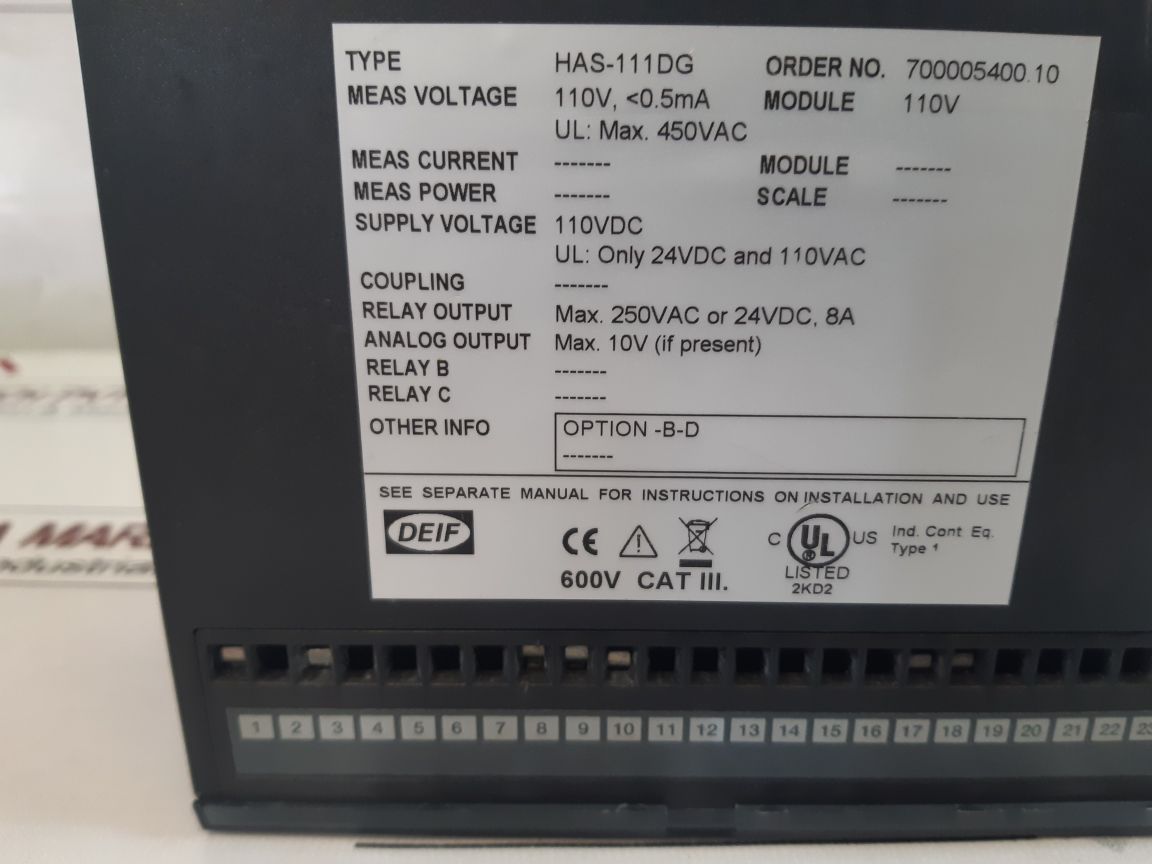 TYPE HAS-111DG ORDER NO. 700005400.10
MEAS VOLTAGE 110V, <0.5mA MODULE 110V
UL: Max. 450VAC
MEAS CURRENT ------- MODULE -------
MEAS POWER ------- SCALE -------
SUPPLY VOLTAGE 110VDC
UL: Only 24VDC and 110VAC
COUPLING -------
RELAY OUTPUT Max. 250VAC or 24VDC, 8A
ANALOG OUTPUT Max. 10V (if present)
RELAY B -------
RELAY C -------
OTHER INFO OPTION -B-D
-------
SEE SEPARATE MANUAL FOR INSTRUCTIONS ON INSTALLATION AND USE
DEIF
CE
600V CAT III.
C UL ® US
LISTED
2KD2
Ind. Cont Eq.
Type 1
1 2 3 4 5 6 7 8 9 10 11 12 13 14 15 16 17 18 19 20 21 22 23